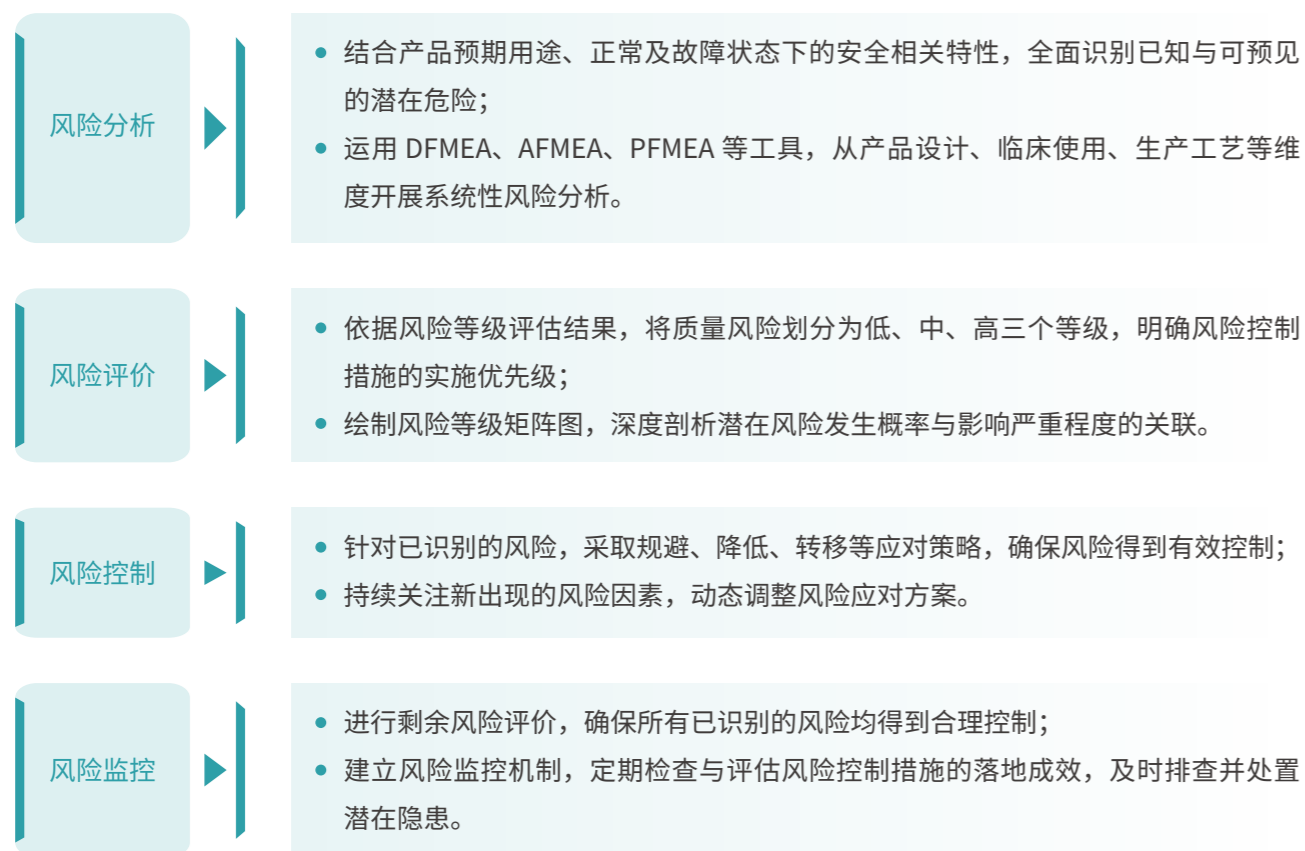 风险分析
结合产品预期用途、正常及故障状态下的安全相关特性，全面识别已知与可预见
的潜在危险；
运用 DFMEA、AFMEA、PFMEA 等工具，从产品设计、临床使用、生产工艺等维
度开展系统性风险分析。
风险评价
依据风险等级评估结果，将质量风险划分为低、中、高三个等级，明确风险控制
措施的实施优先级；
绘制风险等级矩阵图，深度剖析潜在风险发生概率与影响严重程度的关联。
风险控制
针对已识别的风险，采取规避、降低、转移等应对策略，确保风险得到有效控制；
持续关注新出现的风险因素，动态调整风险应对方案。
风险监控
进行剩余风险评价，确保所有已识别的风险均得到合理控制；
建立风险监控机制，定期检查与评估风险控制措施的落地成效，及时排查并处置
潜在隐患。